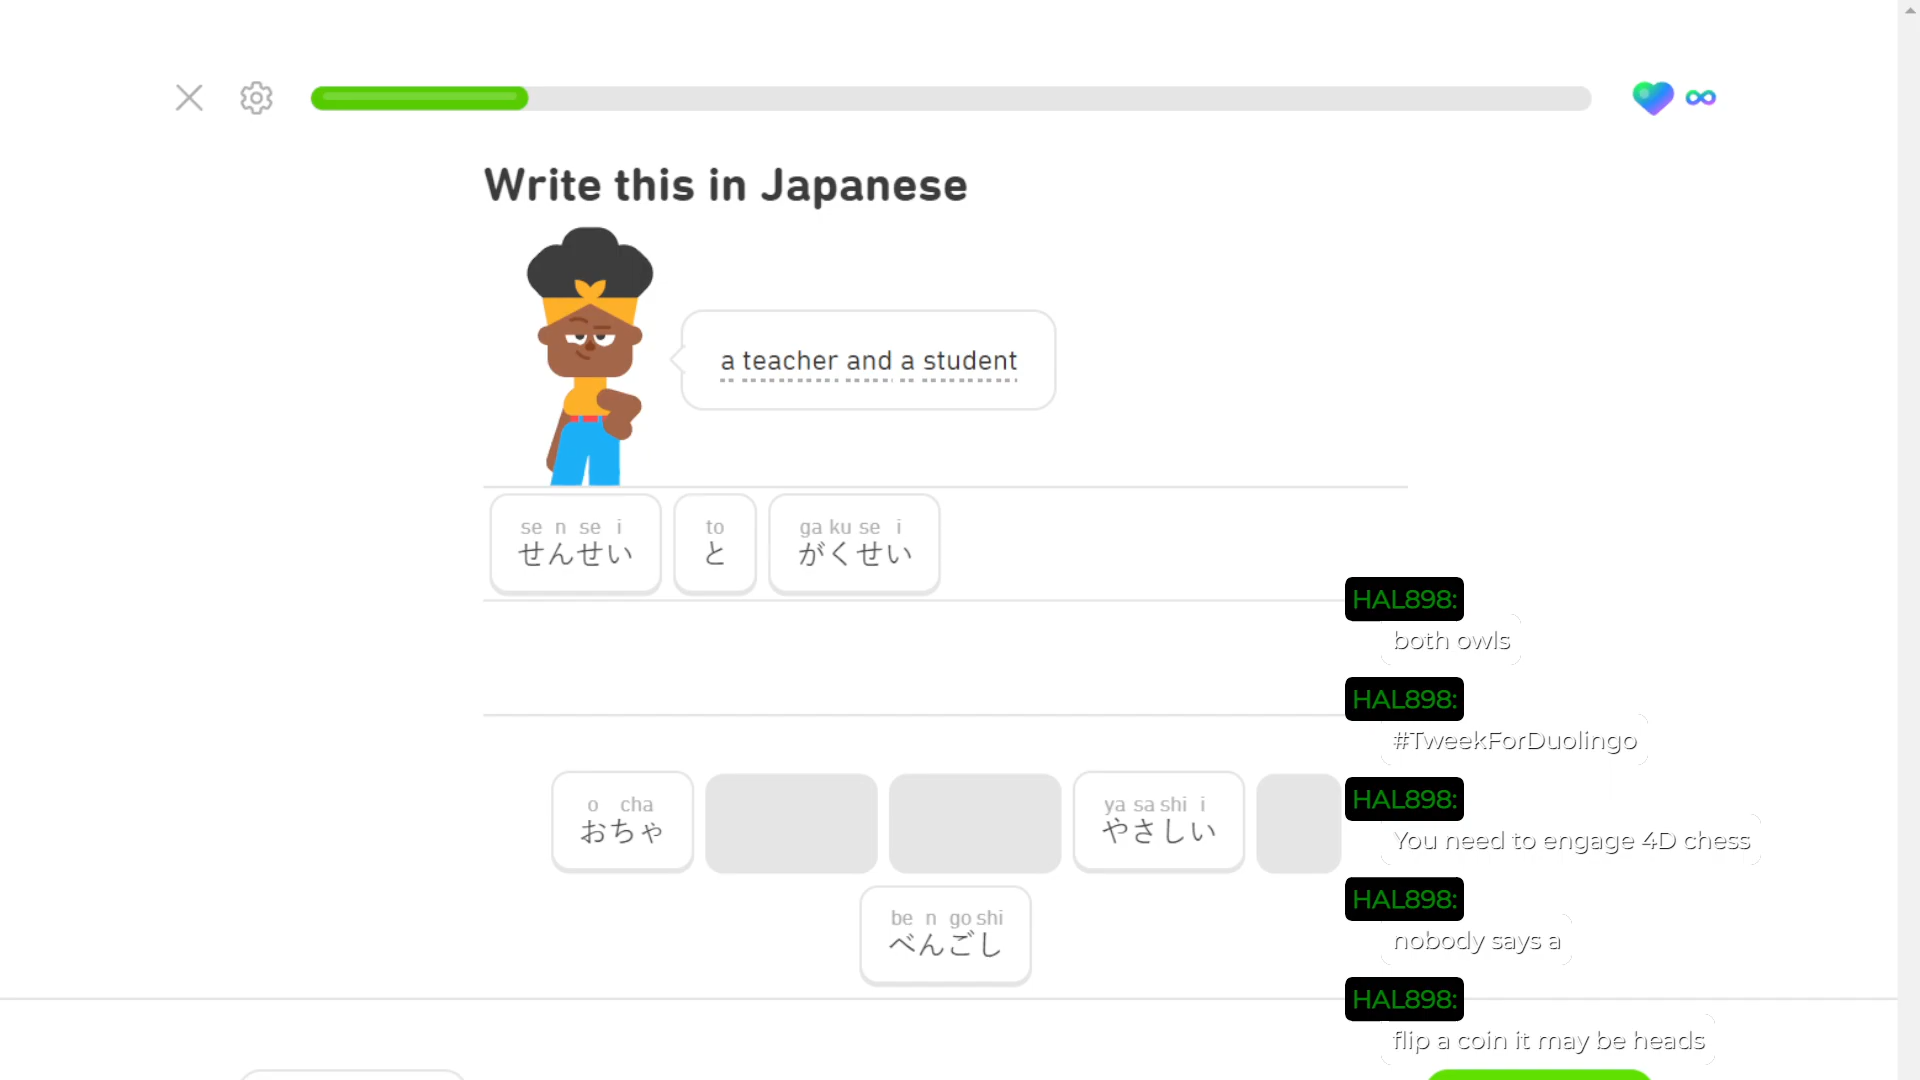 Write this in Japanese
a teacher and a student
se n se i
せんせい
to
と
ga ku se i
がくせい
o cha
おちゃ
ya sa shi i
やさしい
be n go shi
べんごし
HAL898:
both owls
HAL898:
#TweekForDuolingo
HAL898:
You need to engage 4D chess
HAL898:
nobody says a
HAL898:
flip a coin it may be heads